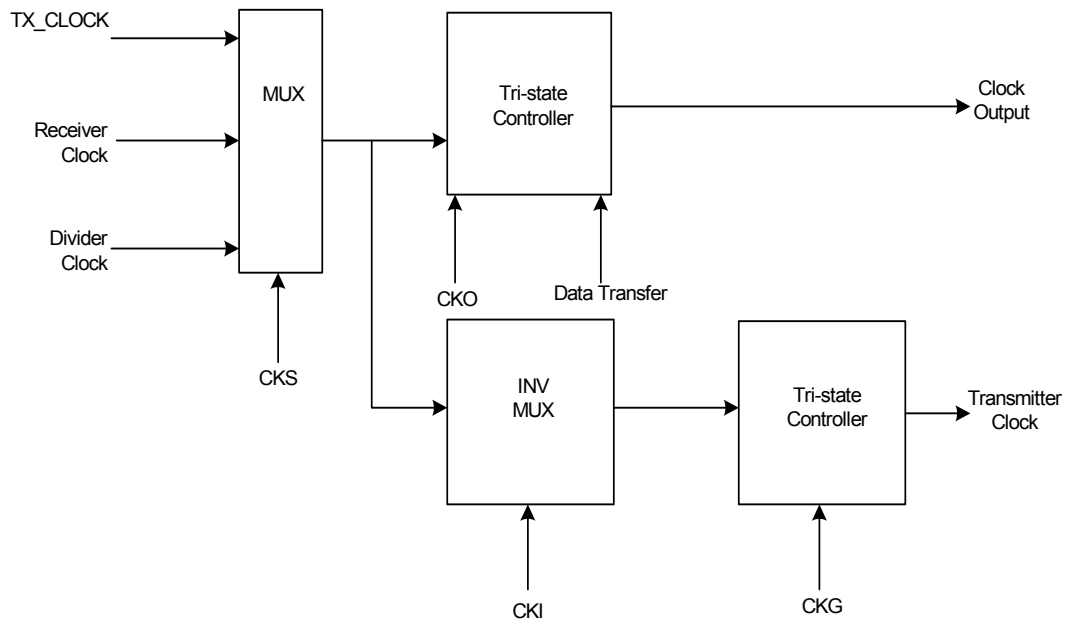 TX_CLOCK
MUX
Tri-state
Controller
Clock
Output
Receiver
Clock
Divider
Clock
CKO
Data Transfer
CKS
INV
MUX
Tri-state
Controller
Transmitter
Clock
CKI
CKG